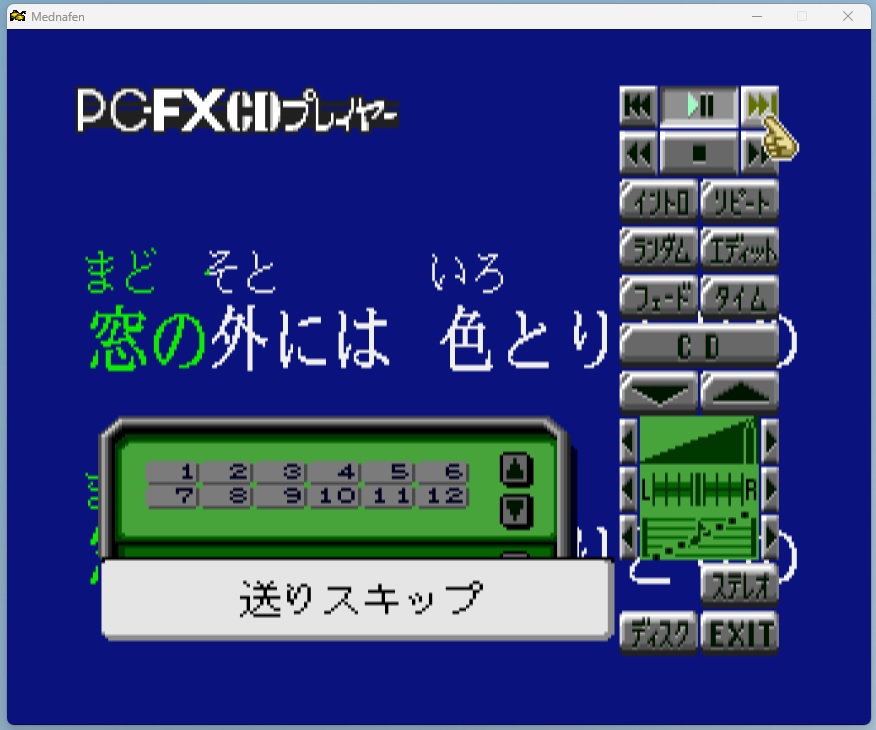 Mednafen
PC-FX CDプレイヤー
イントロ リピート
ランダム エディット
フェード タイム
CD
まど そと いろ
窓の外には 色とり
1 2 3 4 5 6
7 8 9 10 11 12
L R
送りスキップ
ステレオ
ディスク EXIT